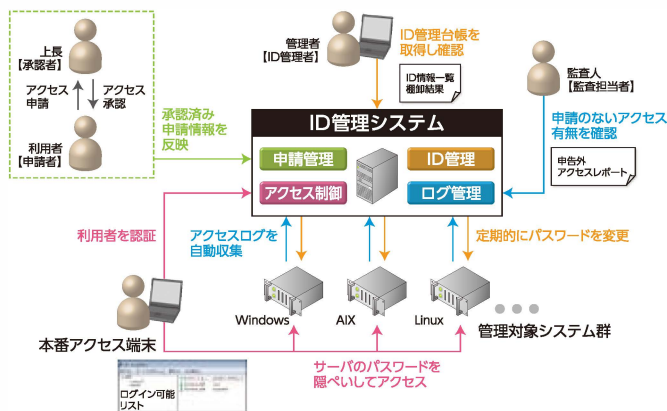 上長
【承認者】
アクセス
申請
アクセス
承認
利用者
【申請者】
承認済み
申請情報を
反映
管理者
【ID管理者】
ID管理台帳を
取得し確認
ID情報一覧
棚卸結果
監査人
【監査担当者】
申請のないアクセス
有無を確認
申告外
アクセスレポート
ID管理システム
申請管理
ID管理
アクセス制御
ログ管理
利用者を認証
アクセスログを
自動収集
定期的にパスワードを変更
本番アクセス端末
Windows
AIX
Linux
管理対象システム群
サーバのパスワードを
隠ぺいしてアクセス
ログイン可能
リスト